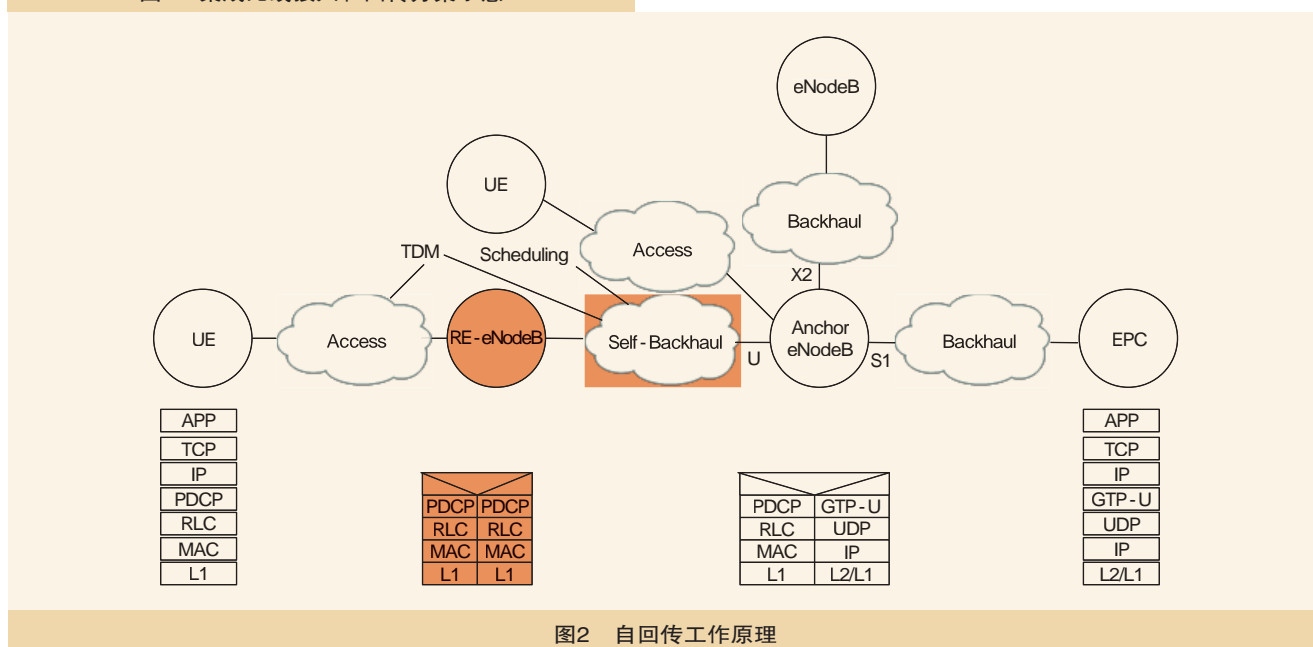 eNodeB
UE
Backhaul
Access
TDM
Scheduling
X2
UE
Access
RE-eNodeB
Self-Backhaul
U
Anchor
eNodeB
S1
Backhaul
EPC
APP
TCP
IP
PDCP
RLC
MAC
L1
PDCP PDCP
RLC RLC
MAC MAC
L1 L1
PDCP GTP-U
RLC UDP
MAC IP
L1 L2/L1
APP
TCP
IP
GTP-U
UDP
IP
L2/L1
图2 自回传工作原理